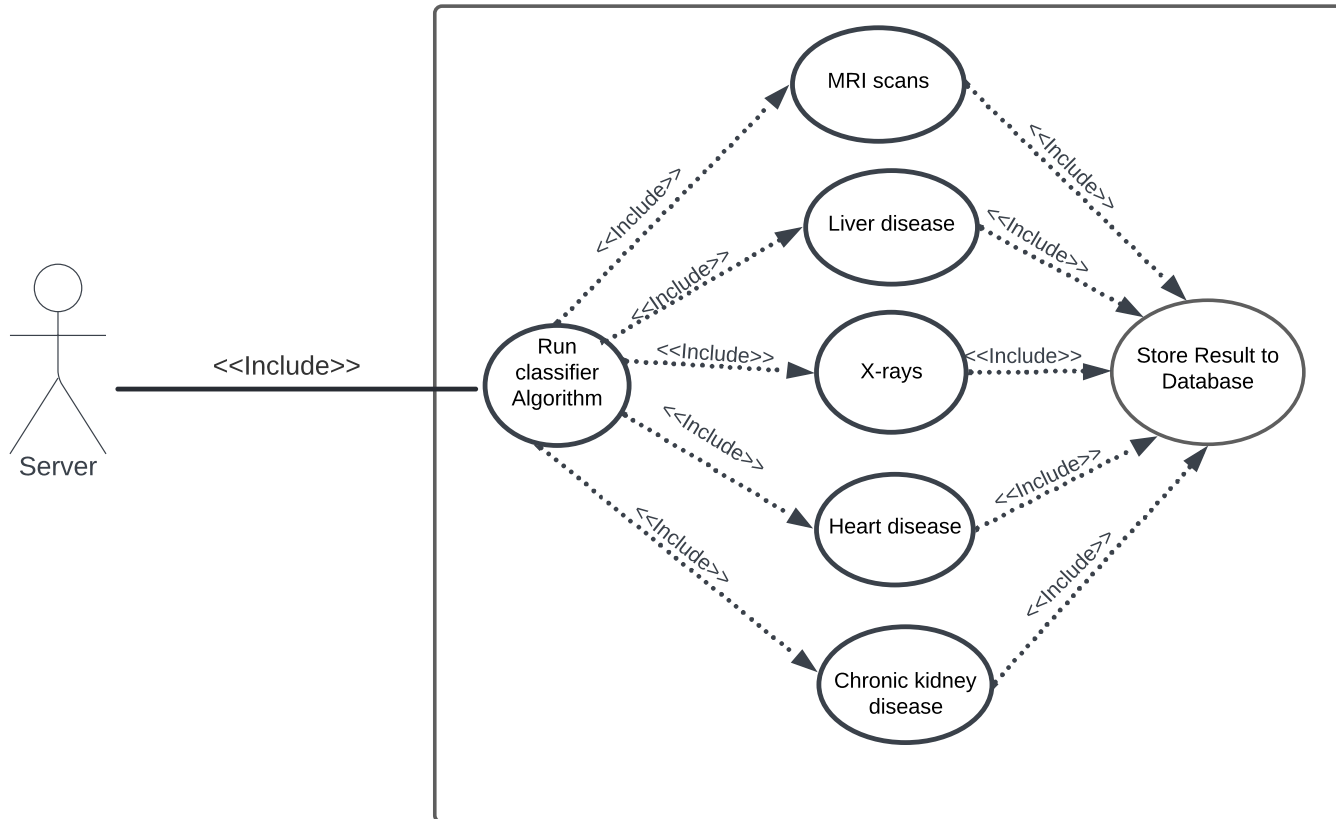 MRI scans
<<Include>>
<<Include>>
Liver disease
<<Include>>
<<Include>>
<<Include>>
Run
classifier
Algorithm
<<Include>>
X-rays
<<Include>>
Store Result to
Database
<<Include>>
Server
<<Include>>
Heart disease
<<Include>>
<<Include>>
<<Include>>
Chronic kidney
disease